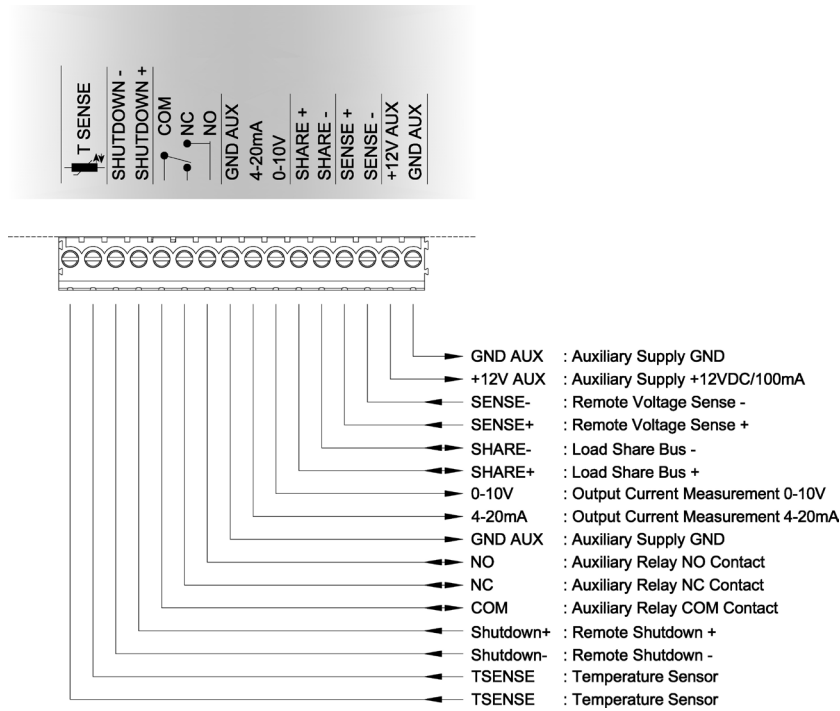 T SENSE
SHUTDOWN -
SHUTDOWN +
COM
NC
NO
GND AUX
4-20mA
0-10V
SHARE +
SHARE -
SENSE +
SENSE -
+12V AUX
GND AUX
GND AUX : Auxiliary Supply GND
+12V AUX : Auxiliary Supply +12VDC/100mA
SENSE- : Remote Voltage Sense -
SENSE+ : Remote Voltage Sense +
SHARE- : Load Share Bus -
SHARE+ : Load Share Bus +
0-10V : Output Current Measurement 0-10V
4-20mA : Output Current Measurement 4-20mA
GND AUX : Auxiliary Supply GND
NO : Auxiliary Relay NO Contact
NC : Auxiliary Relay NC Contact
COM : Auxiliary Relay COM Contact
Shutdown+ : Remote Shutdown +
Shutdown- : Remote Shutdown -
TSENSE : Temperature Sensor
TSENSE : Temperature Sensor